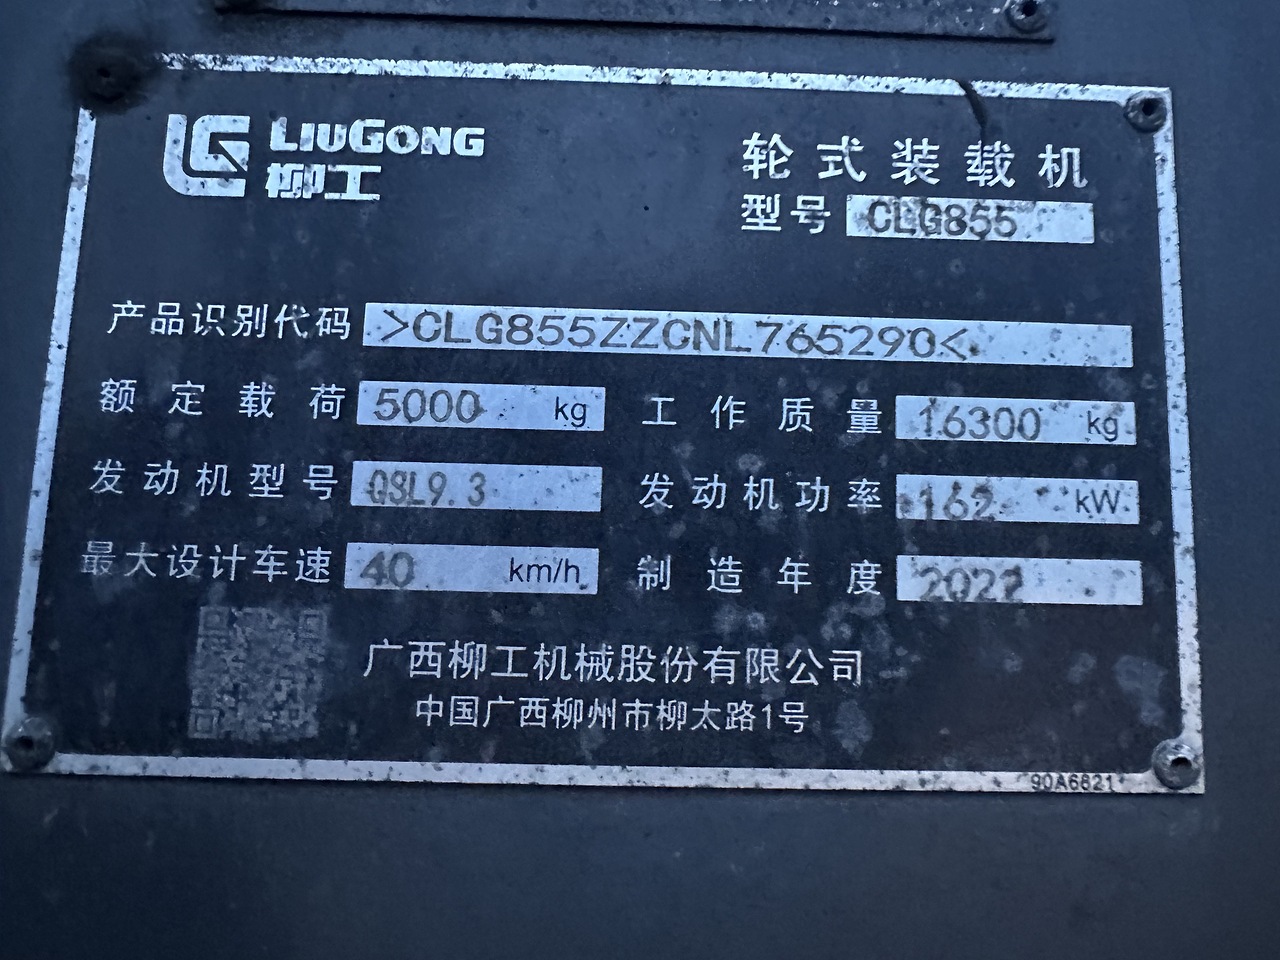 LIUGONG
柳工
轮式装载机
型号 CLG855
产品识别代码 >CLG855ZZCNL765290<
额定载荷 5000 kg 工作质量 16300 kg
发动机型号 QSL9.3 发动机功率 162 kW
最大设计车速 40 km/h 制造年度 2022
广西柳工机械股份有限公司
中国广西柳州市柳太路1号
90A6821